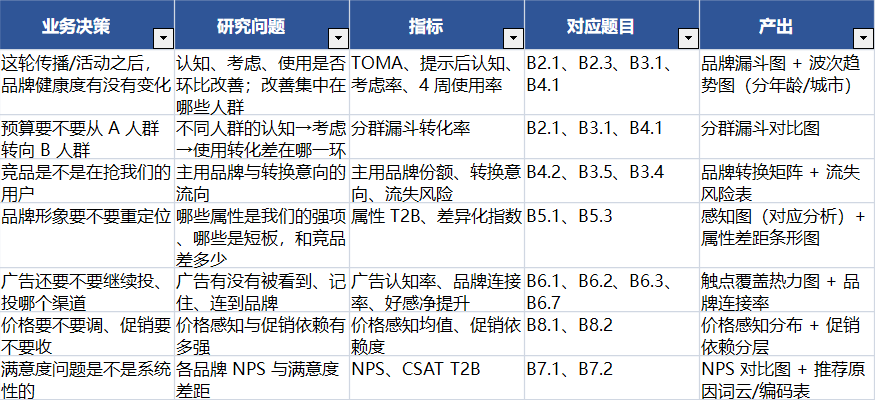 业务决策 研究问题 指标 对应题目 产出
这轮传播/活动之后， 认知、考虑、使用是否 TOMA、提示后认知、 B2.1、B2.3、B3.1、 品牌漏斗图 + 波次趋
品牌健康度有没有变化 环比改善；改善集中在 考虑率、4 周使用率 B4.1 势图（分年龄/城市）
哪些人群
预算要不要从 A 人群 不同人群的认知→考虑 分群漏斗转化率 B2.1、B3.1、B4.1 分群漏斗对比图
转向 B 人群 →使用转化差在哪一环
竞品是不是在抢我们的 主用品牌与转换意向的 主用品牌份额、转换意 B4.2、B3.5、B3.4 品牌转换矩阵 + 流失
用户 流向 向、流失风险 风险表
品牌形象要不要重定位 哪些属性是我们的强项 属性 T2B、差异化指数 B5.1、B5.3 感知图（对应分析）+
、哪些是短板，和竞品 属性差距条形图
差多少
广告还要不要继续投、 广告有没有被看到、记 广告认知率、品牌连接 B6.1、B6.2、B6.3、 触点覆盖热力图 + 品
投哪个渠道 住、连到品牌 率、好感净提升 B6.7 牌连接率
价格要不要调、促销要 价格感知与促销依赖有 价格感知均值、促销依 B8.1、B8.2 价格感知分布 + 促销
不要收 多强 赖度 依赖分层
满意度问题是不是系统 各品牌 NPS 与满意度 NPS、CSAT T2B B7.1、B7.2 NPS 对比图 + 推荐原
性的 差距 因词云/编码表